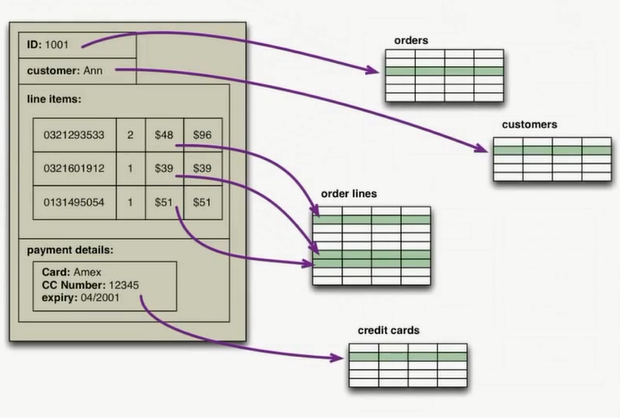 ID: 1001
customer: Ann
line items:
0321293533 2 $48 $96
0321601912 1 $39 $39
0131495054 1 $51 $51
payment details:
Card: Amex
CC Number: 12345
expiry: 04/2001
orders
customers
order lines
credit cards